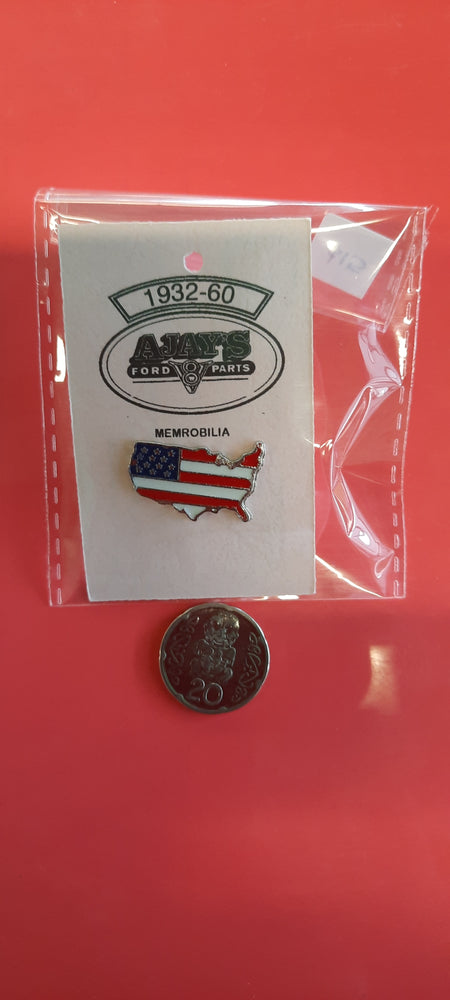 1932-60
AJAY'S
FORD V8 PARTS
MEMROBILIA
20